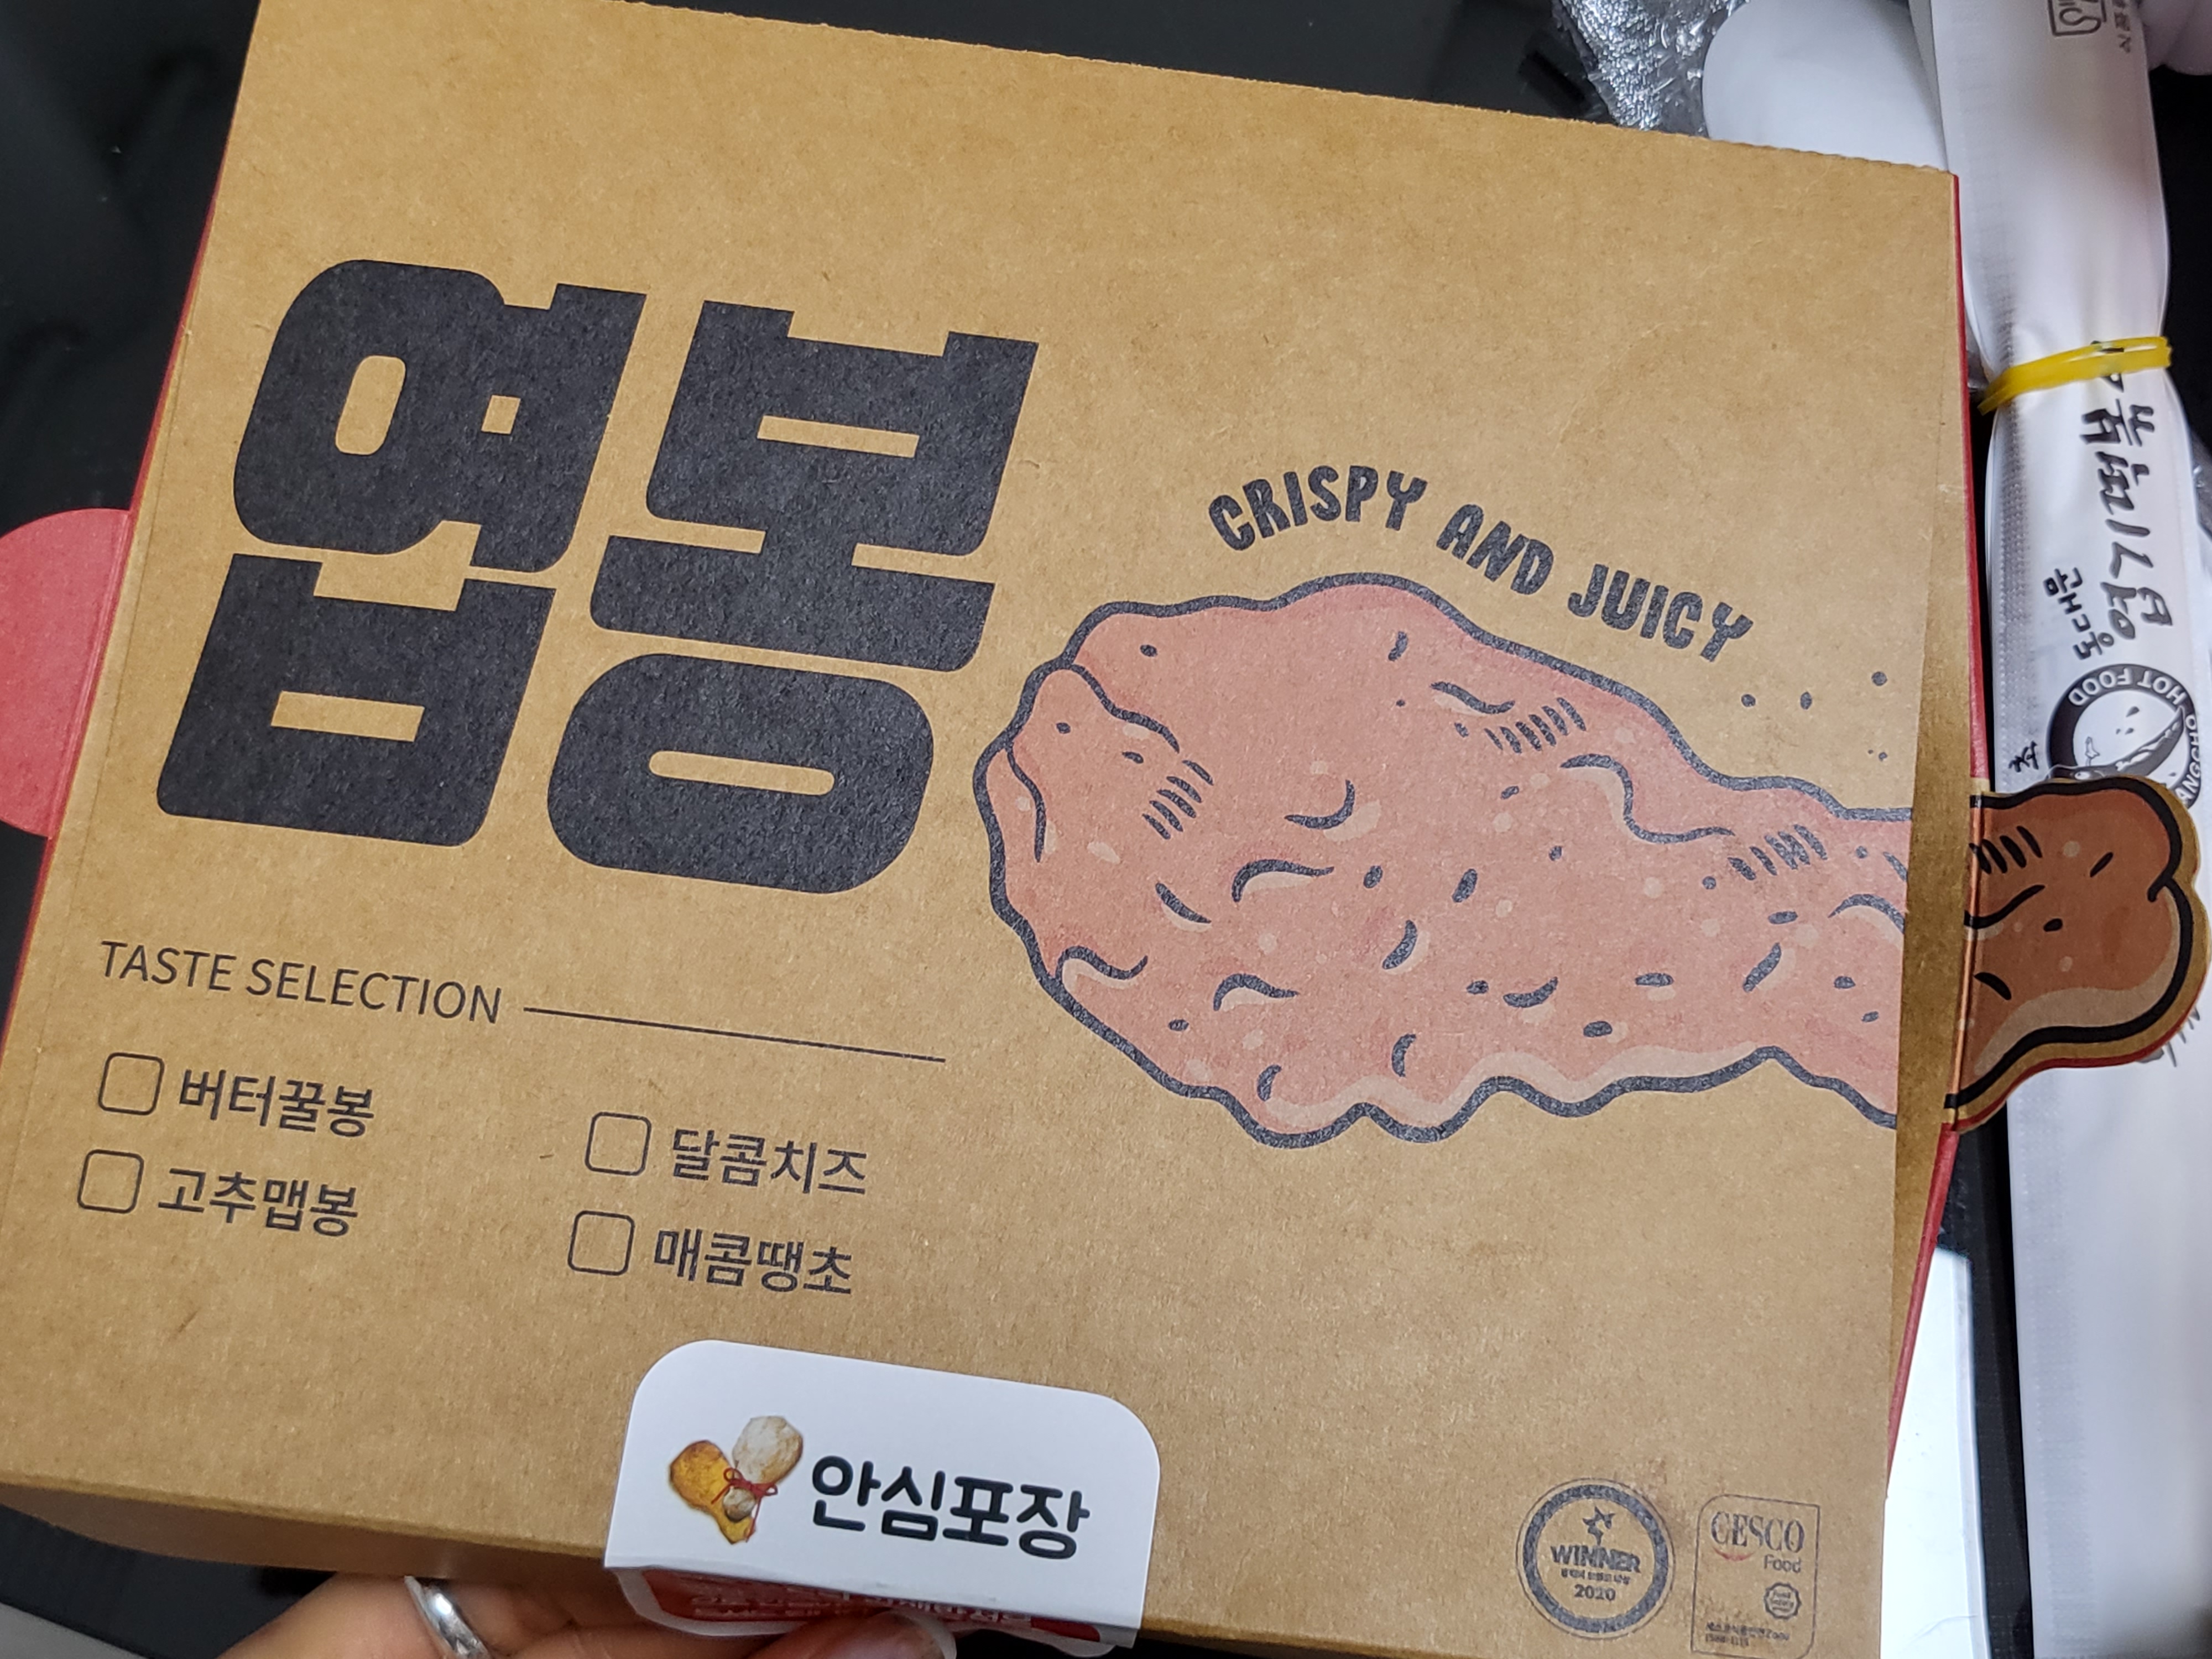 엽봉
CRISPY AND JUICY
TASTE SELECTION
버터꿀봉
달콤치즈
고추맵봉
매콤땡초
안심포장
WINNER
2020
CESCO
Food
HOT FOOD